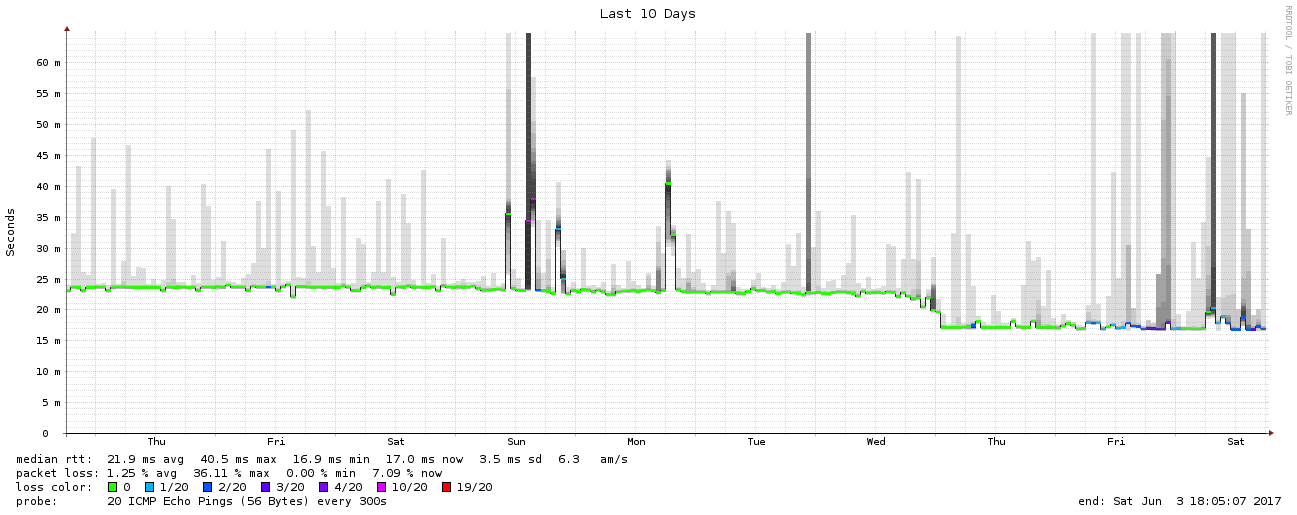 Last 10 Days
RRDTOOL / TOBI OETIKER
Seconds
60 m
55 m
50 m
45 m
40 m
35 m
30 m
25 m
20 m
15 m
10 m
5 m
0
Thu Fri Sat Sun Mon Tue Wed Thu Fri Sat
median rtt: 21.9 ms avg 40.5 ms max 16.9 ms min 17.0 ms now 3.5 ms sd 6.3 am/s
packet loss: 1.25 % avg 36.11 % max 0.00 % min 7.09 % now
loss color: 0 1/20 2/20 3/20 4/20 10/20 19/20
probe: 20 ICMP Echo Pings (56 Bytes) every 300s
end: Sat Jun 3 18:05:07 2017